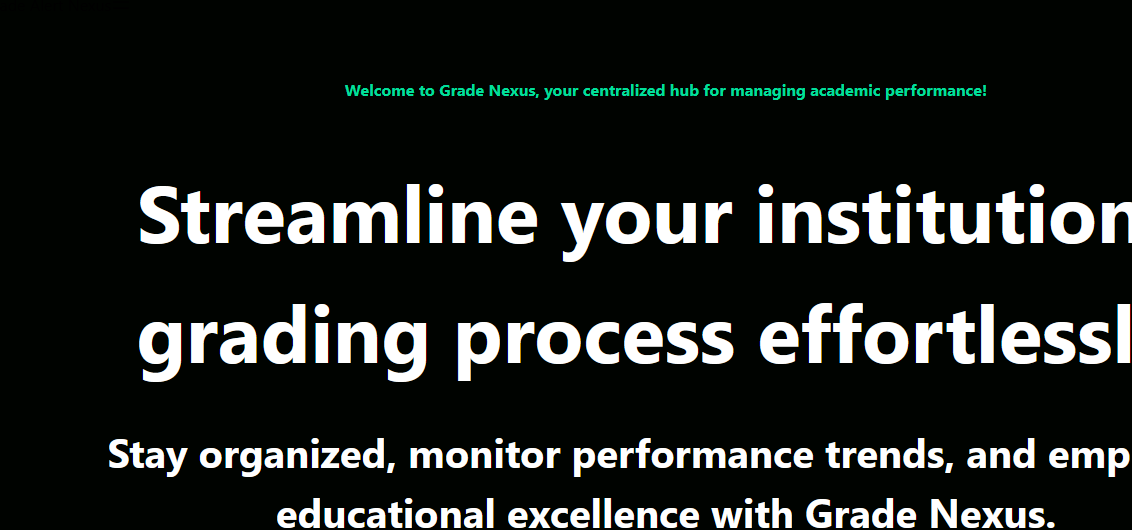 Welcome to Grade Nexus, your centralized hub for managing academic performance!
Streamline your institution
grading process effortlessl
Stay organized, monitor performance trends, and emp
educational excellence with Grade Nexus.